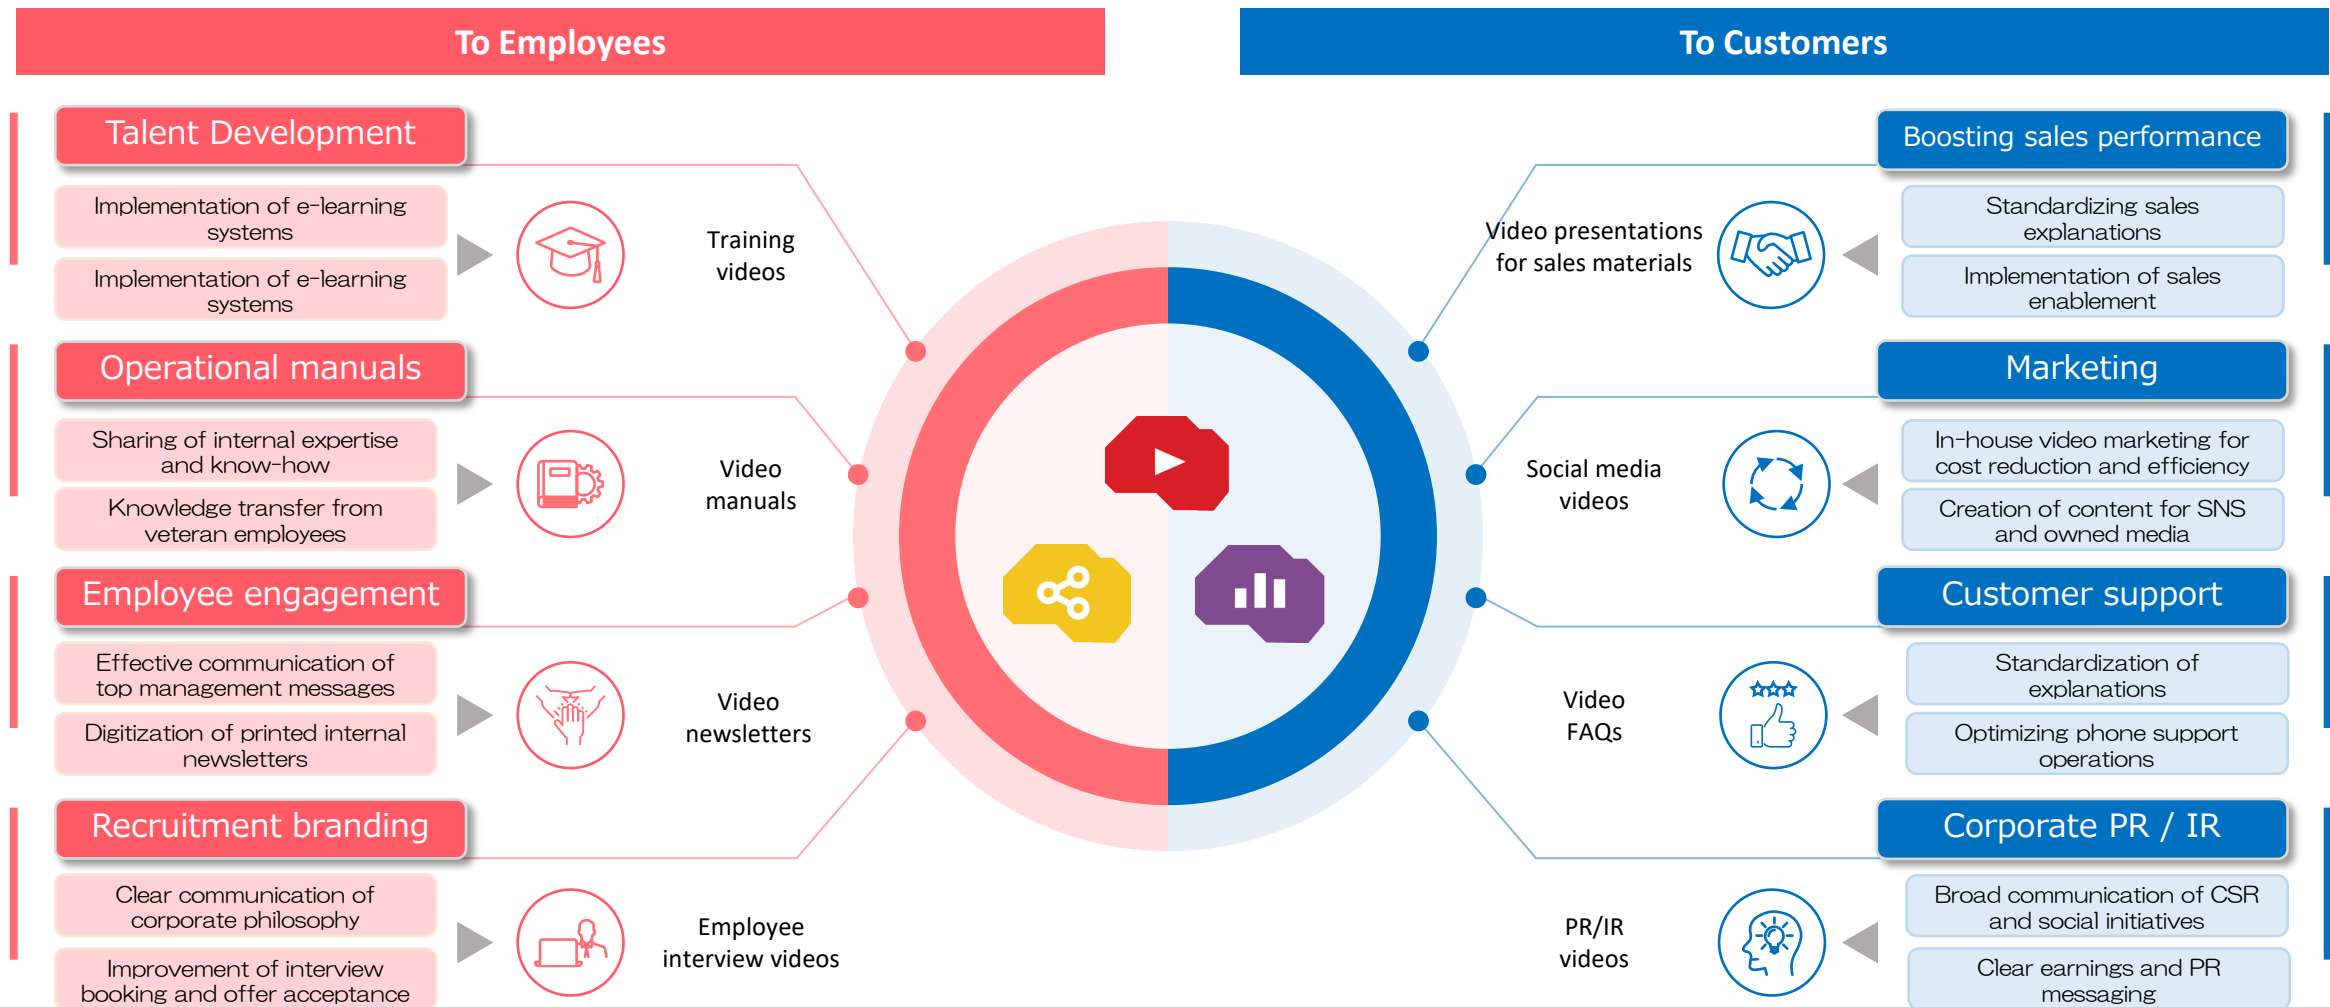 To Employees
Talent Development
Implementation of e-learning
systems
Implementation of e-learning
systems
Training
videos
Operational manuals
Sharing of internal expertise
and know-how
Knowledge transfer from
veteran employees
Video
manuals
Employee engagement
Effective communication of
top management messages
Digitization of printed internal
newsletters
Video
newsletters
Recruitment branding
Clear communication of
corporate philosophy
Improvement of interview
booking and offer acceptance
Employee
interview videos
To Customers
Boosting sales performance
Video presentations
for sales materials
Standardizing sales
explanations
Implementation of sales
enablement
Marketing
Social media
videos
In-house video marketing for
cost reduction and efficiency
Creation of content for SNS
and owned media
Customer support
Video
FAQs
Standardization of
explanations
Optimizing phone support
operations
Corporate PR / IR
PR/IR
videos
Broad communication of CSR
and social initiatives
Clear earnings and PR
messaging